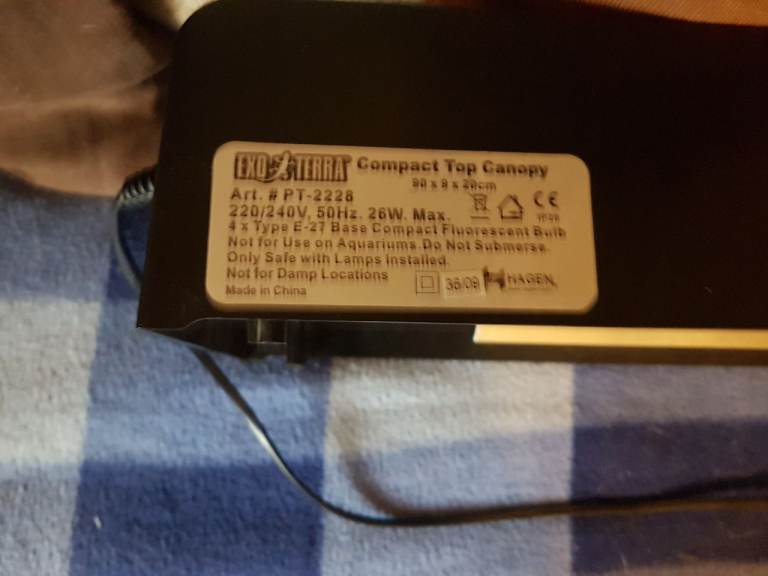 EXO TERRA Compact Top Canopy
90 x 9 x 20cm
Art. # PT-2228
220/240V, 50Hz. 26W. Max.
4 x Type E-27 Base Compact Fluorescent Bulb
Not for Use on Aquariums.Do Not Submerse.
Only Safe with Lamps Installed.
Not for Damp Locations
36/09 HAGEN
Made in China